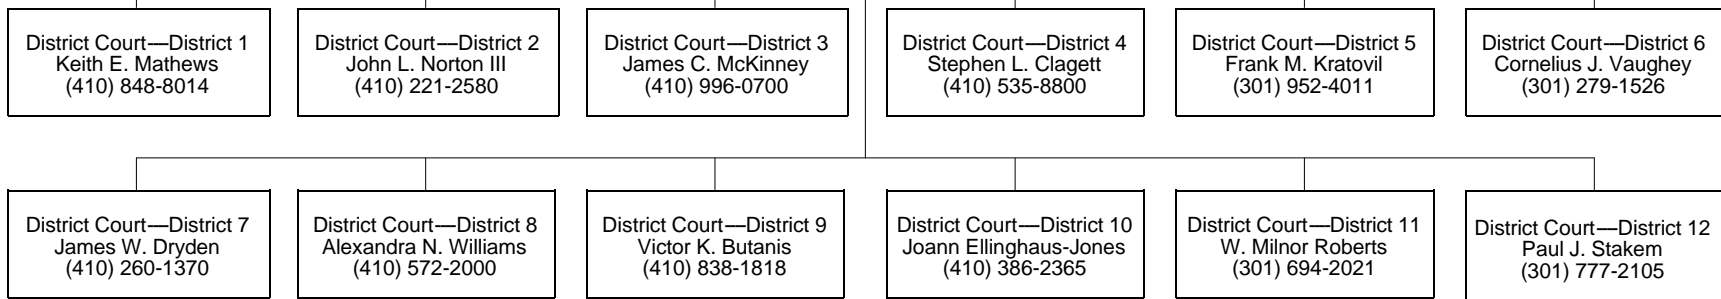 District Court—District 1
Keith E. Mathews
(410) 848-8014
District Court—District 2
John L. Norton III
(410) 221-2580
District Court—District 3
James C. McKinney
(410) 996-0700
District Court—District 4
Stephen L. Clagett
(410) 535-8800
District Court—District 5
Frank M. Kratovil
(301) 952-4011
District Court—District 6
Cornelius J. Vaughey
(301) 279-1526
District Court—District 7
James W. Dryden
(410) 260-1370
District Court—District 8
Alexandra N. Williams
(410) 572-2000
District Court—District 9
Victor K. Butanis
(410) 838-1818
District Court—District 10
Joann Ellinghaus-Jones
(410) 386-2365
District Court—District 11
W. Milnor Roberts
(301) 694-2021
District Court—District 12
Paul J. Stakem
(301) 777-2105